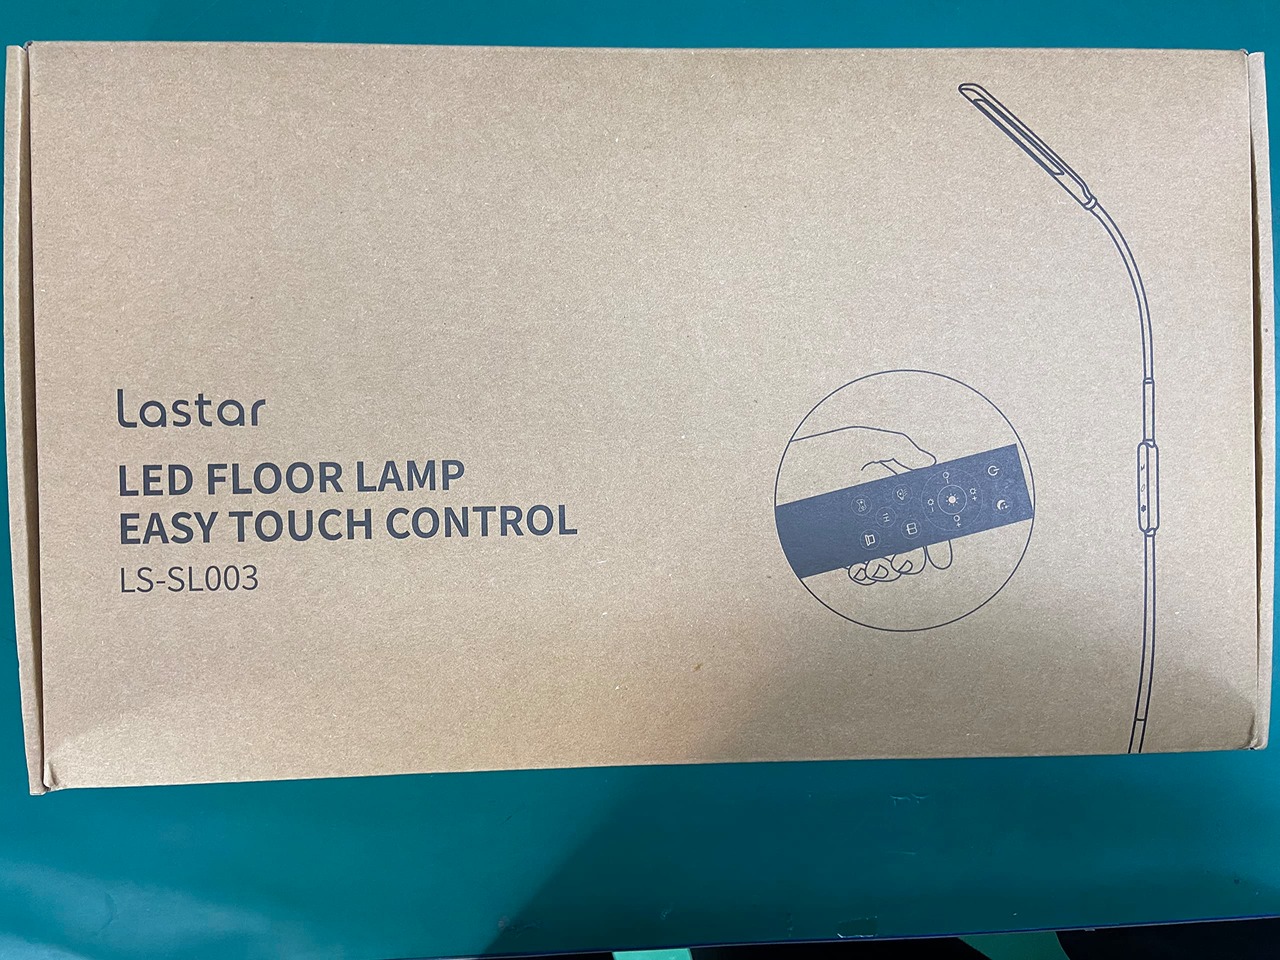 Lastar
LED FLOOR LAMP
EASY TOUCH CONTROL
LS-SL003